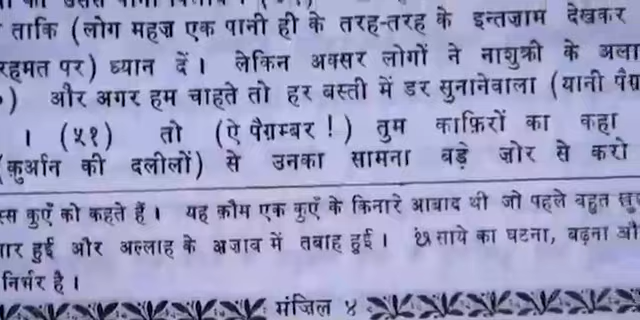 ताकि (लोग महज़ एक पानी ही के तरह-तरह के इन्तज़ाम देखकर
रहमत पर) ध्यान दें। लेकिन अक्सर लोगों ने नाशुक्री के अला
) और अगर हम चाहते तो हर बस्ती में डर सुनानेवाला (यानी पैग़
। (५१) तो (ऐ पैग़म्बर !) तुम काफ़िरों का कहा
(क़ुर्आन की दलीलों) से उनका सामना बड़े ज़ोर से करो
स्स कुएँ को कहते हैं। यह क़ौम एक कुएँ के किनारे आबाद थी जो पहले बहुत खु
ार हुई और अल्लाह के अज़ाब में तबाह हुई। साये का घटना, बढ़ना औ
निर्भर है।
मंज़िल ४